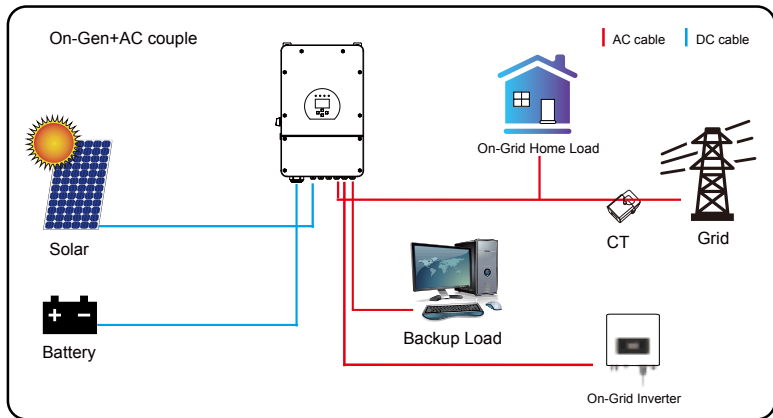 On-Gen+AC couple
AC cable
DC cable
On-Grid Home Load
Solar
CT
Grid
Battery
Backup Load
On-Grid Inverter